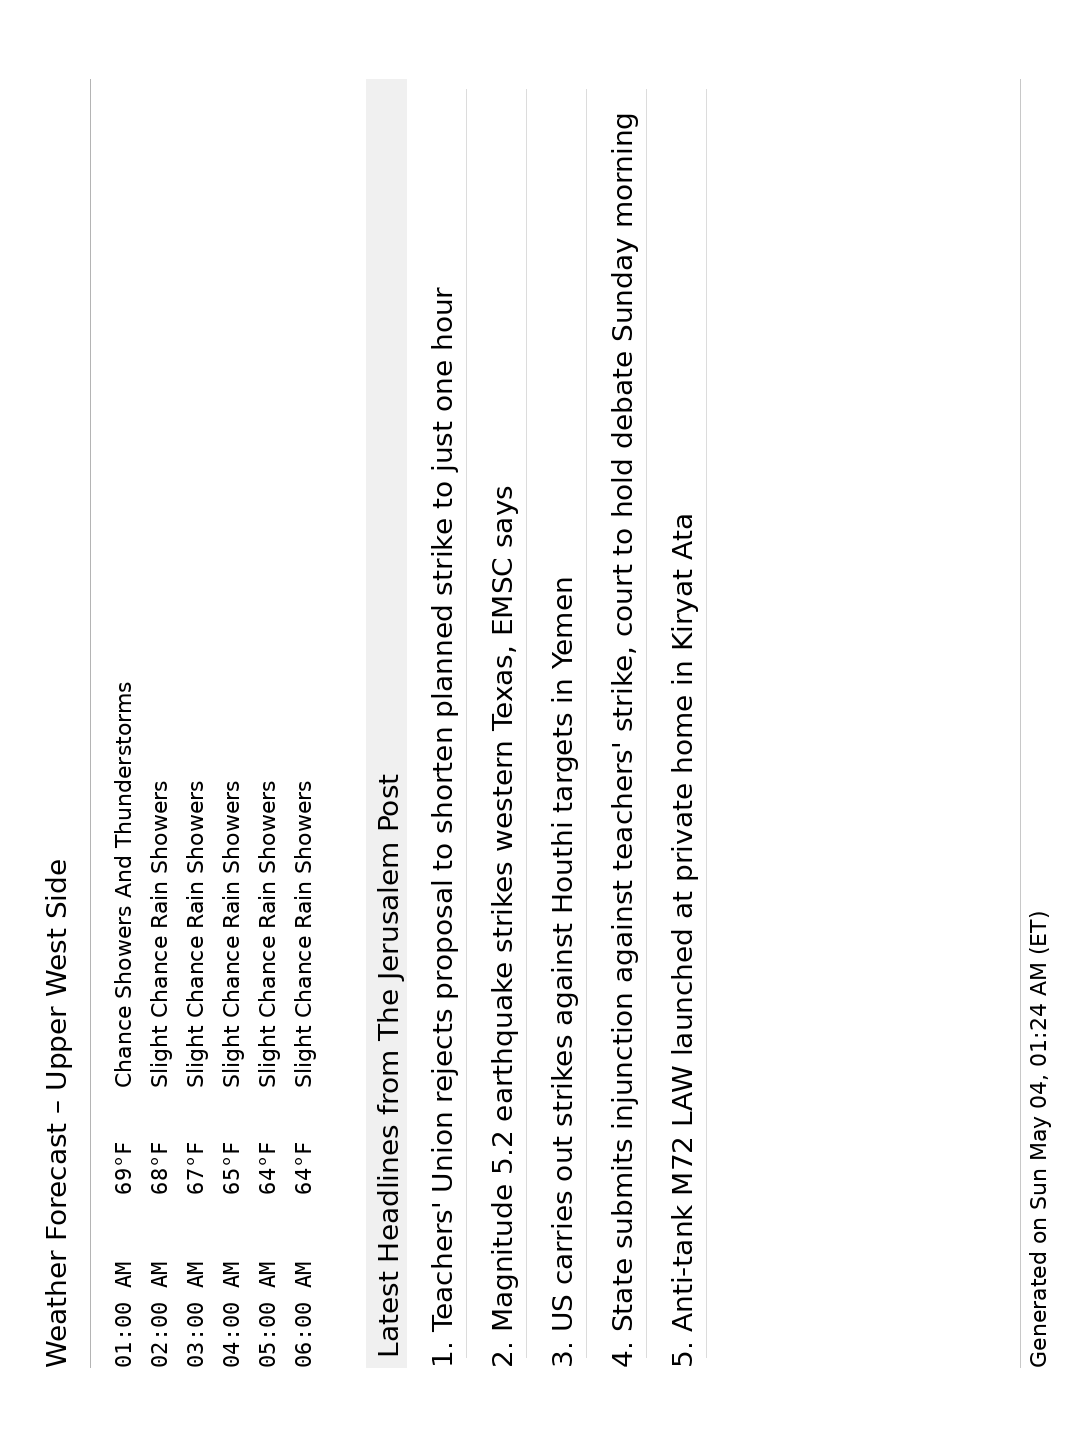 Weather Forecast – Upper West Side
01:00 AM 69°F Chance Showers And Thunderstorms
02:00 AM 68°F Slight Chance Rain Showers
03:00 AM 67°F Slight Chance Rain Showers
04:00 AM 65°F Slight Chance Rain Showers
05:00 AM 64°F Slight Chance Rain Showers
06:00 AM 64°F Slight Chance Rain Showers
Latest Headlines from The Jerusalem Post
1. Teachers' Union rejects proposal to shorten planned strike to just one hour
2. Magnitude 5.2 earthquake strikes western Texas, EMSC says
3. US carries out strikes against Houthi targets in Yemen
4. State submits injunction against teachers' strike, court to hold debate Sunday morning
5. Anti-tank M72 LAW launched at private home in Kiryat Ata
Generated on Sun May 04, 01:24 AM (ET)